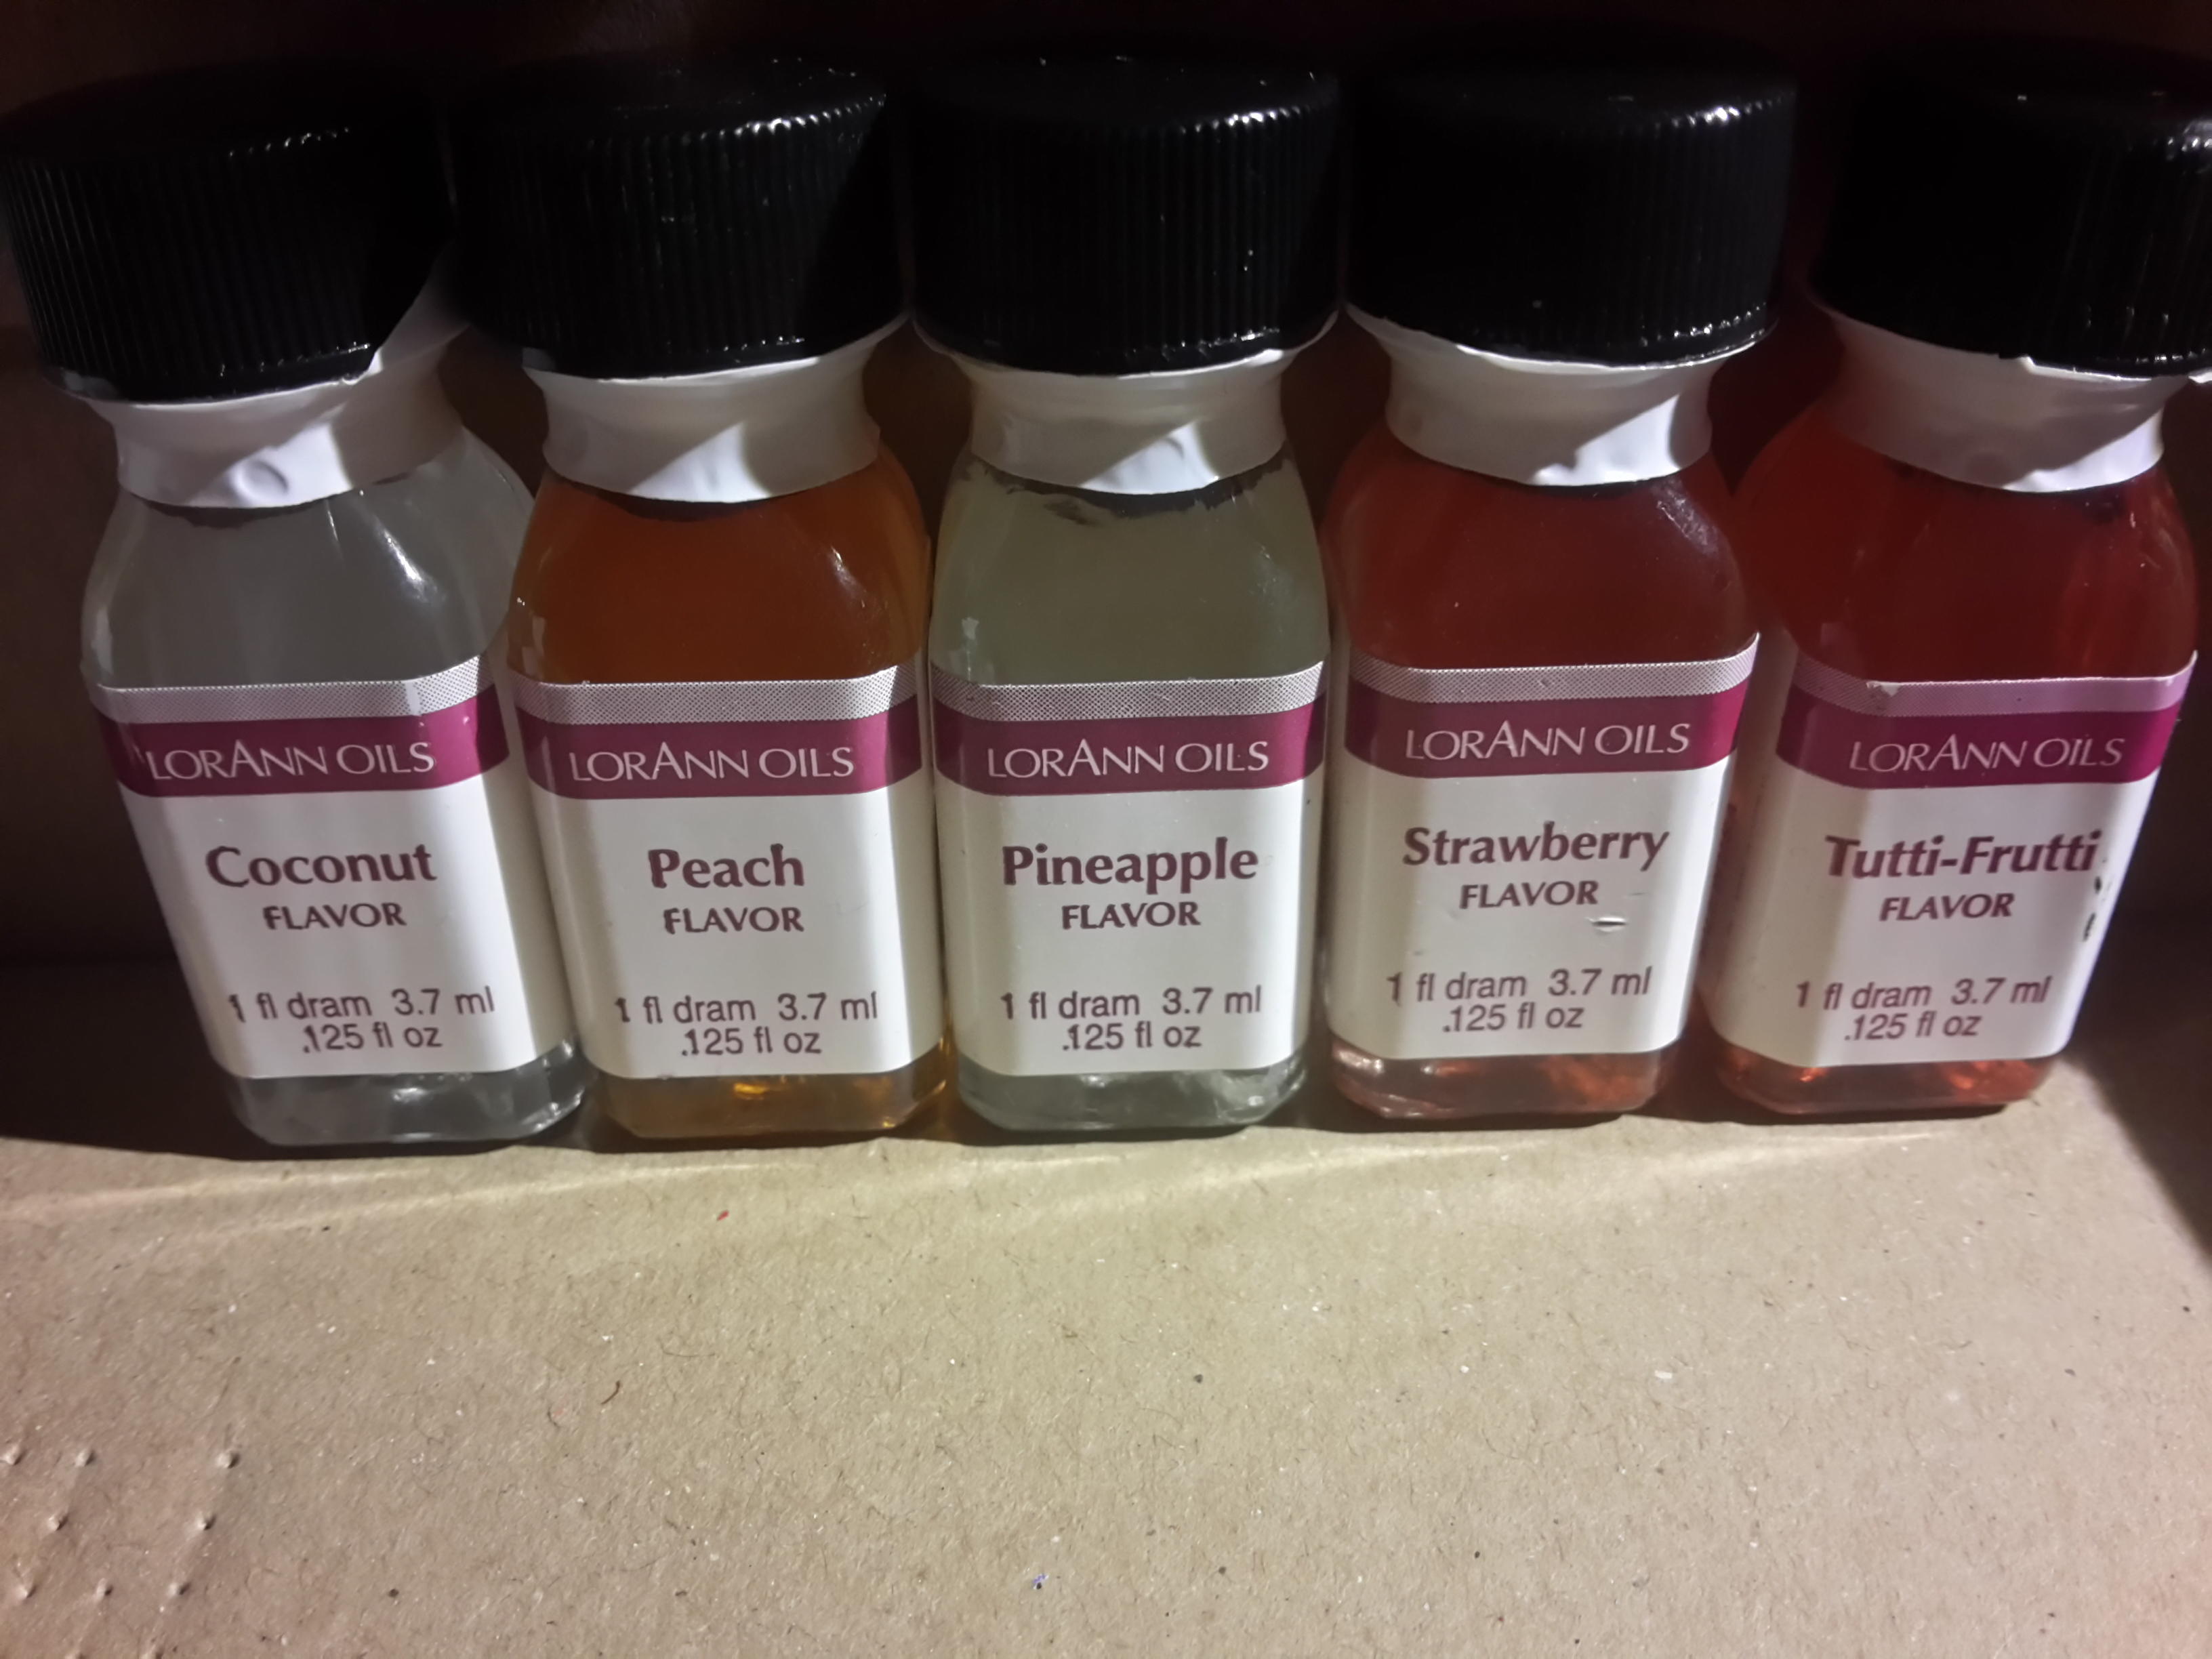 LORANN OILS
Coconut
FLAVOR
1 fl dram 3.7 ml
.125 fl oz
LORANN OILS
Peach
FLAVOR
1 fl dram 3.7 ml
.125 fl oz
LORANN OILS
Pineapple
FLAVOR
1 fl dram 3.7 ml
.125 fl oz
LORANN OILS
Strawberry
FLAVOR
1 fl dram 3.7 ml
.125 fl oz
LORANN OILS
Tutti-Frutti
FLAVOR
1 fl dram 3.7 ml
.125 fl oz